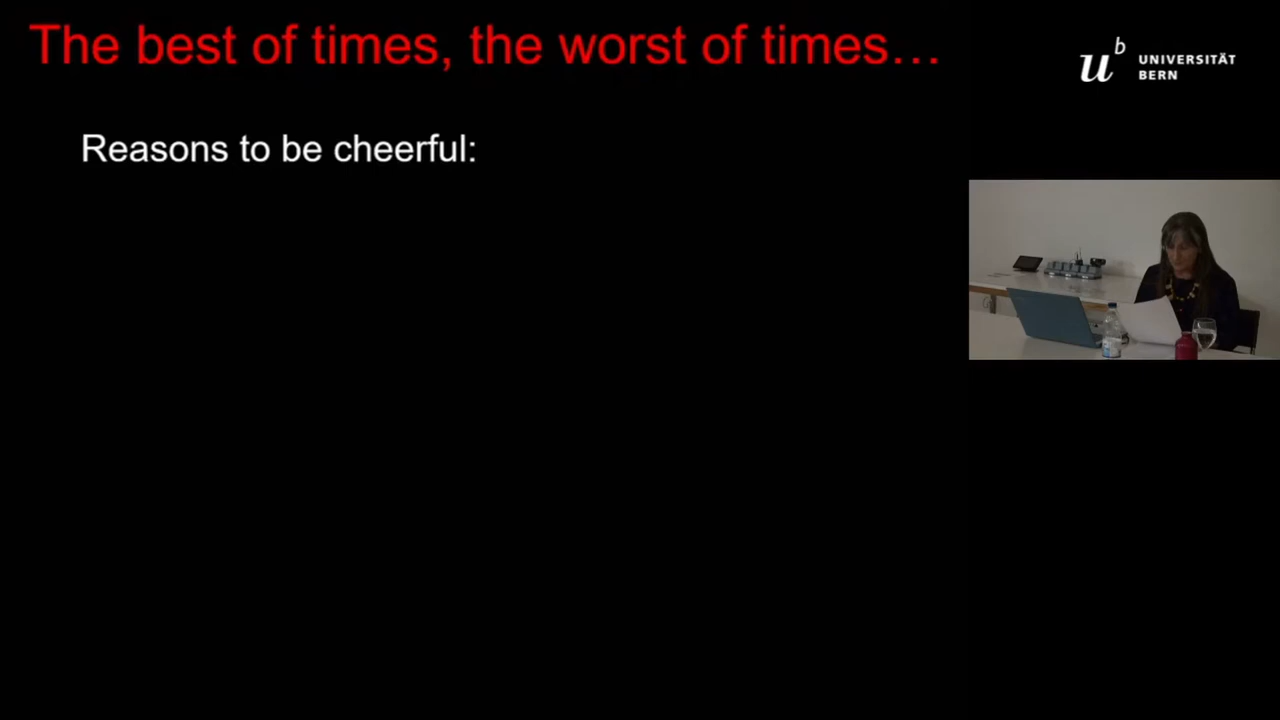 The best of times, the worst of times…
Reasons to be cheerful:
u b UNIVERSITÄT
BERN